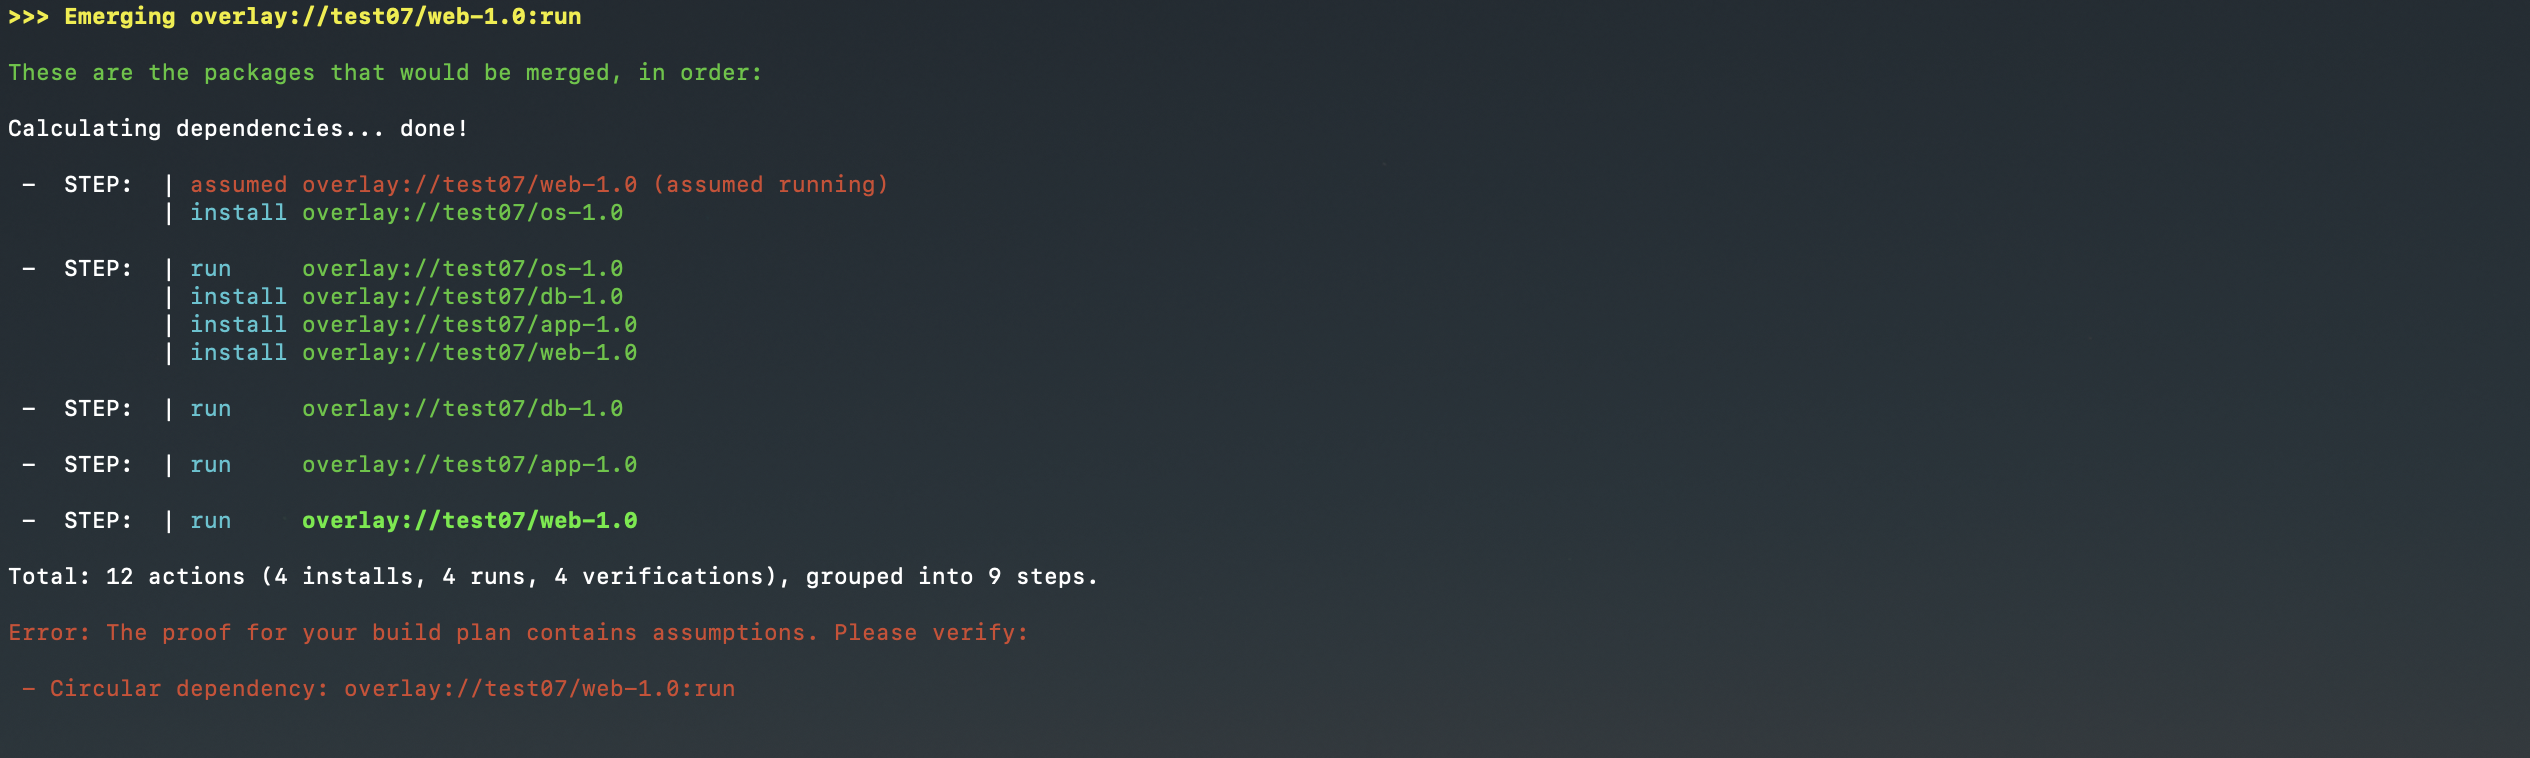 >>> Emerging overlay://test07/web-1.0:run
These are the packages that would be merged, in order:
Calculating dependencies... done!
 -  STEP:  | assumed overlay://test07/web-1.0 (assumed running)
           | install overlay://test07/os-1.0
 -  STEP:  | run     overlay://test07/os-1.0
           | install overlay://test07/db-1.0
           | install overlay://test07/app-1.0
           | install overlay://test07/web-1.0
 -  STEP:  | run     overlay://test07/db-1.0
 -  STEP:  | run     overlay://test07/app-1.0
 -  STEP:  | run     overlay://test07/web-1.0
Total: 12 actions (4 installs, 4 runs, 4 verifications), grouped into 9 steps.
Error: The proof for your build plan contains assumptions. Please verify:
 - Circular dependency: overlay://test07/web-1.0:run